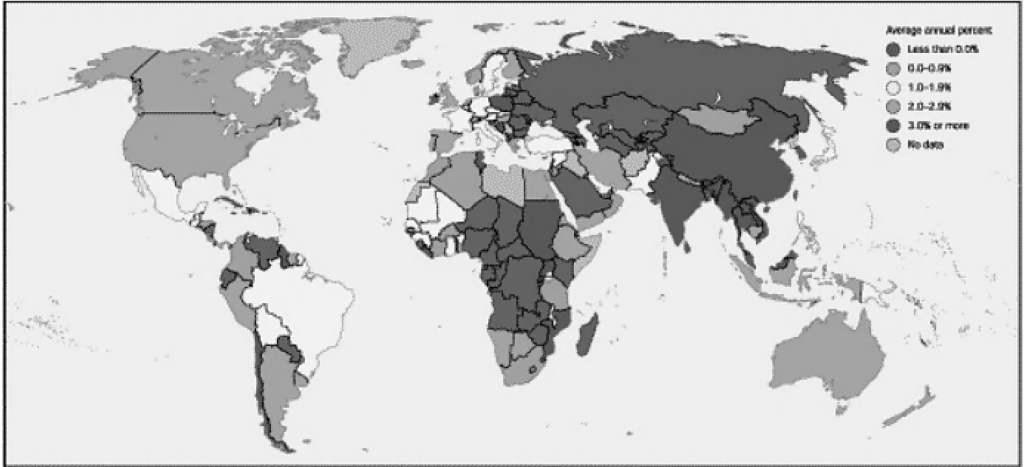 Average annual percent
Less than 0.0%
0.0–0.9%
1.0–1.9%
2.0–2.9%
3.0% or more
No data